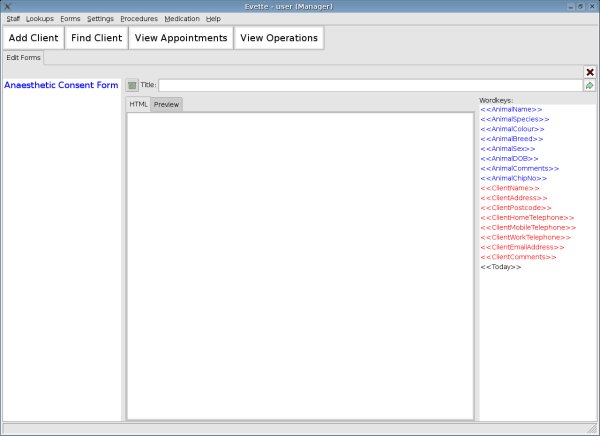 Evette - user (Manager)
Staff Lookups Forms Settings Procedures Medication Help
Add Client Find Client View Appointments View Operations
Edit Forms
Anaesthetic Consent Form
Title:
HTML Preview
Wordkeys:
<<AnimalName>>
<<AnimalSpecies>>
<<AnimalColour>>
<<AnimalBreed>>
<<AnimalSex>>
<<AnimalDOB>>
<<AnimalComments>>
<<AnimalChipNo>>
<<ClientName>>
<<ClientAddress>>
<<ClientPostcode>>
<<ClientHomeTelephone>>
<<ClientMobileTelephone>>
<<ClientWorkTelephone>>
<<ClientEmailAddress>>
<<ClientComments>>
<<Today>>